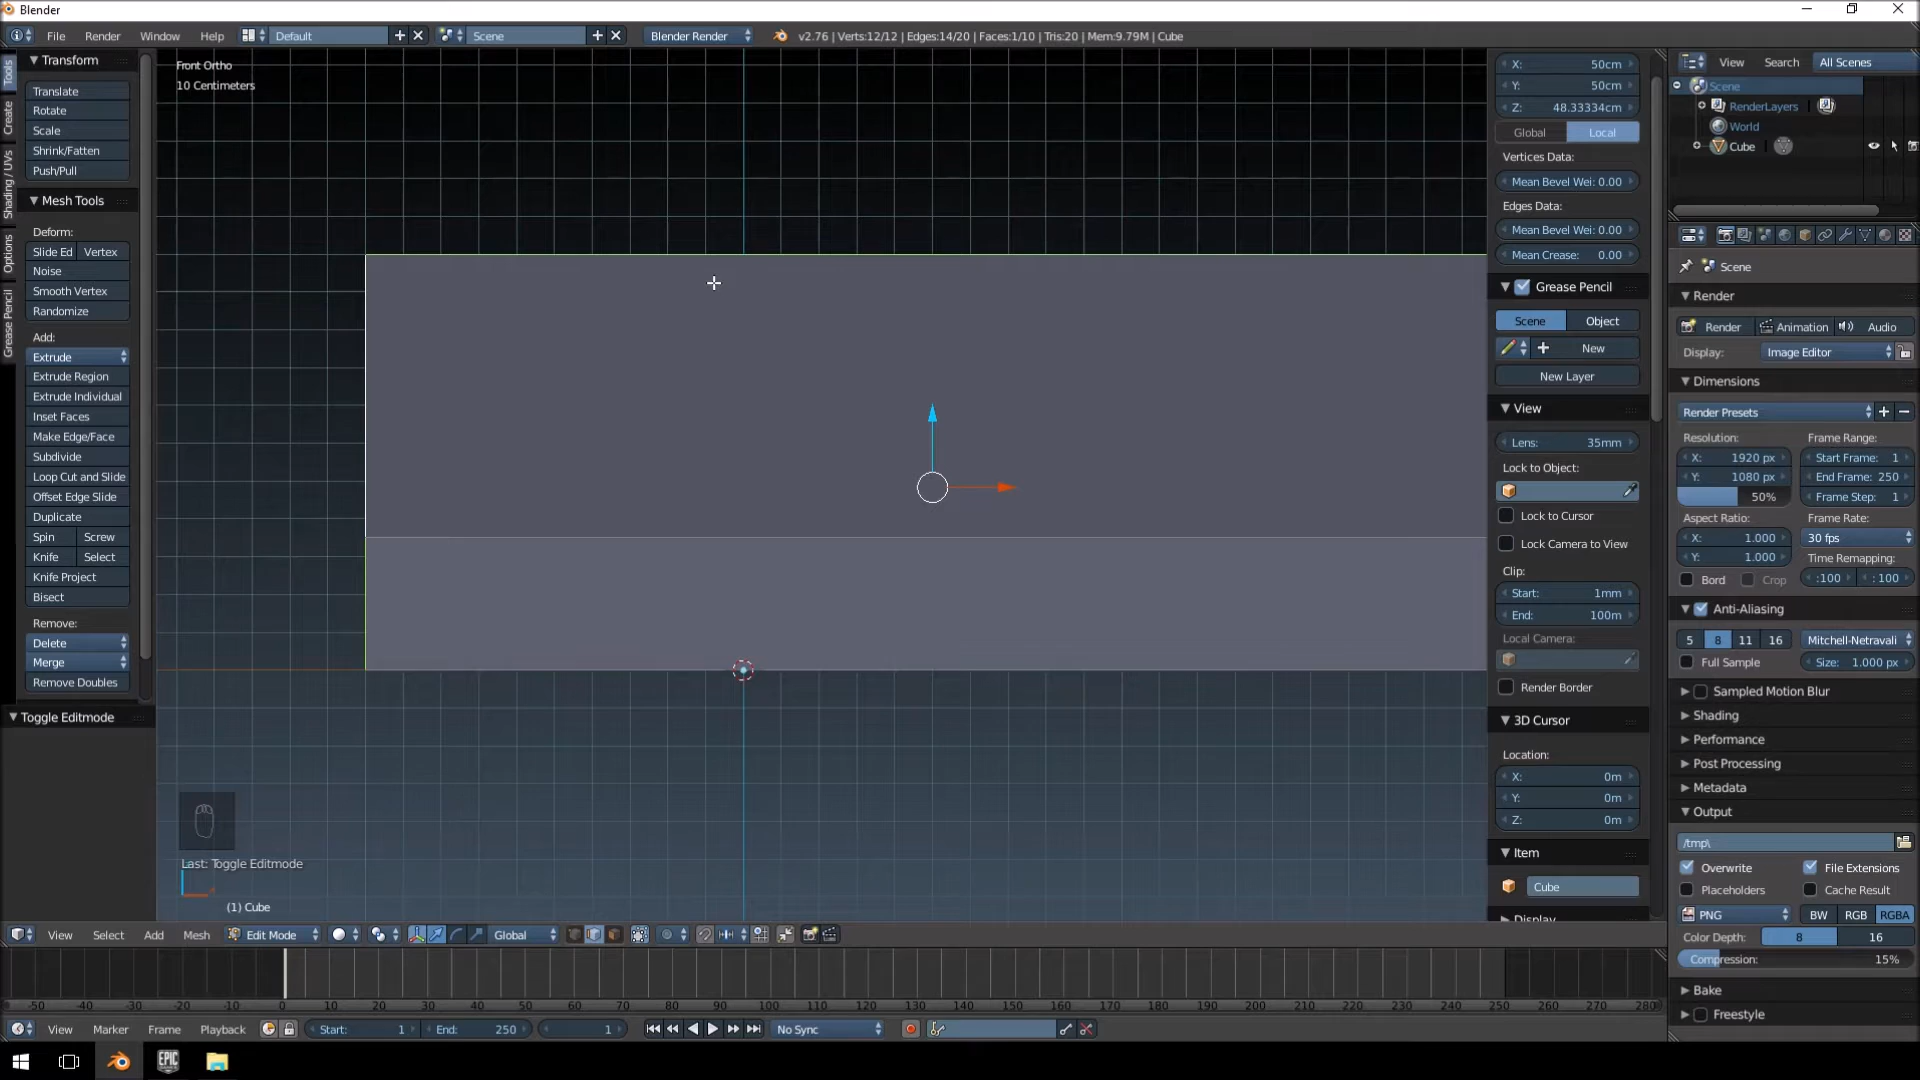 Blender
File Render Window Help Default Scene Blender Render v2.76 | Verts:12/12 | Edges:14/20 | Faces:1/10 | Tris:20 | Mem:9.79M | Cube
Tools
Create
Shading / UVs
Options
Grease Pencil
Transform
Translate
Rotate
Scale
Shrink/Fatten
Push/Pull
Mesh Tools
Deform:
Slide Ed Vertex
Noise
Smooth Vertex
Randomize
Add:
Extrude
Extrude Region
Extrude Individual
Inset Faces
Make Edge/Face
Subdivide
Loop Cut and Slide
Offset Edge Slide
Duplicate
Spin Screw
Knife Select
Knife Project
Bisect
Remove:
Delete
Merge
Remove Doubles
Toggle Editmode
Front Ortho
10 Centimeters
Last: Toggle Editmode
(1) Cube
X: 50cm
Y: 50cm
Z: 48.33334cm
Global Local
Vertices Data:
Mean Bevel Wei: 0.00
Edges Data:
Mean Bevel Wei: 0.00
Mean Crease: 0.00
Grease Pencil
Scene Object
New
New Layer
View
Lens: 35mm
Lock to Object:
Lock to Cursor
Lock Camera to View
Clip:
Start: 1mm
End: 100m
Local Camera:
Render Border
3D Cursor
Location:
X: 0m
Y: 0m
Z: 0m
Item
Cube
Display
View Search All Scenes
Scene
RenderLayers
World
Cube
Scene
Render
Render Animation Audio
Display: Image Editor
Dimensions
Render Presets
Resolution: Frame Range:
X: 1920 px Start Frame: 1
Y: 1080 px End Frame: 250
50% Frame Step: 1
Aspect Ratio: Frame Rate:
X: 1.000 30 fps
Y: 1.000 Time Remapping:
Bord Crop :100 : 100
Anti-Aliasing
5 8 11 16 Mitchell-Netravali
Full Sample Size: 1.000 px
Sampled Motion Blur
Shading
Performance
Post Processing
Metadata
Output
/tmp\
Overwrite File Extensions
Placeholders Cache Result
PNG BW RGB RGBA
Color Depth: 8 16
Compression: 15%
Bake
Freestyle
View Select Add Mesh Edit Mode Global
-50 -40 -30 -20 -10 0 10 20 30 40 50 60 70 80 90 100 110 120 130 140 150 160 170 180 190 200 210 220 230 240 250 260 270 280
View Marker Frame Playback Start: 1 End: 250 1 No Sync
EPIC